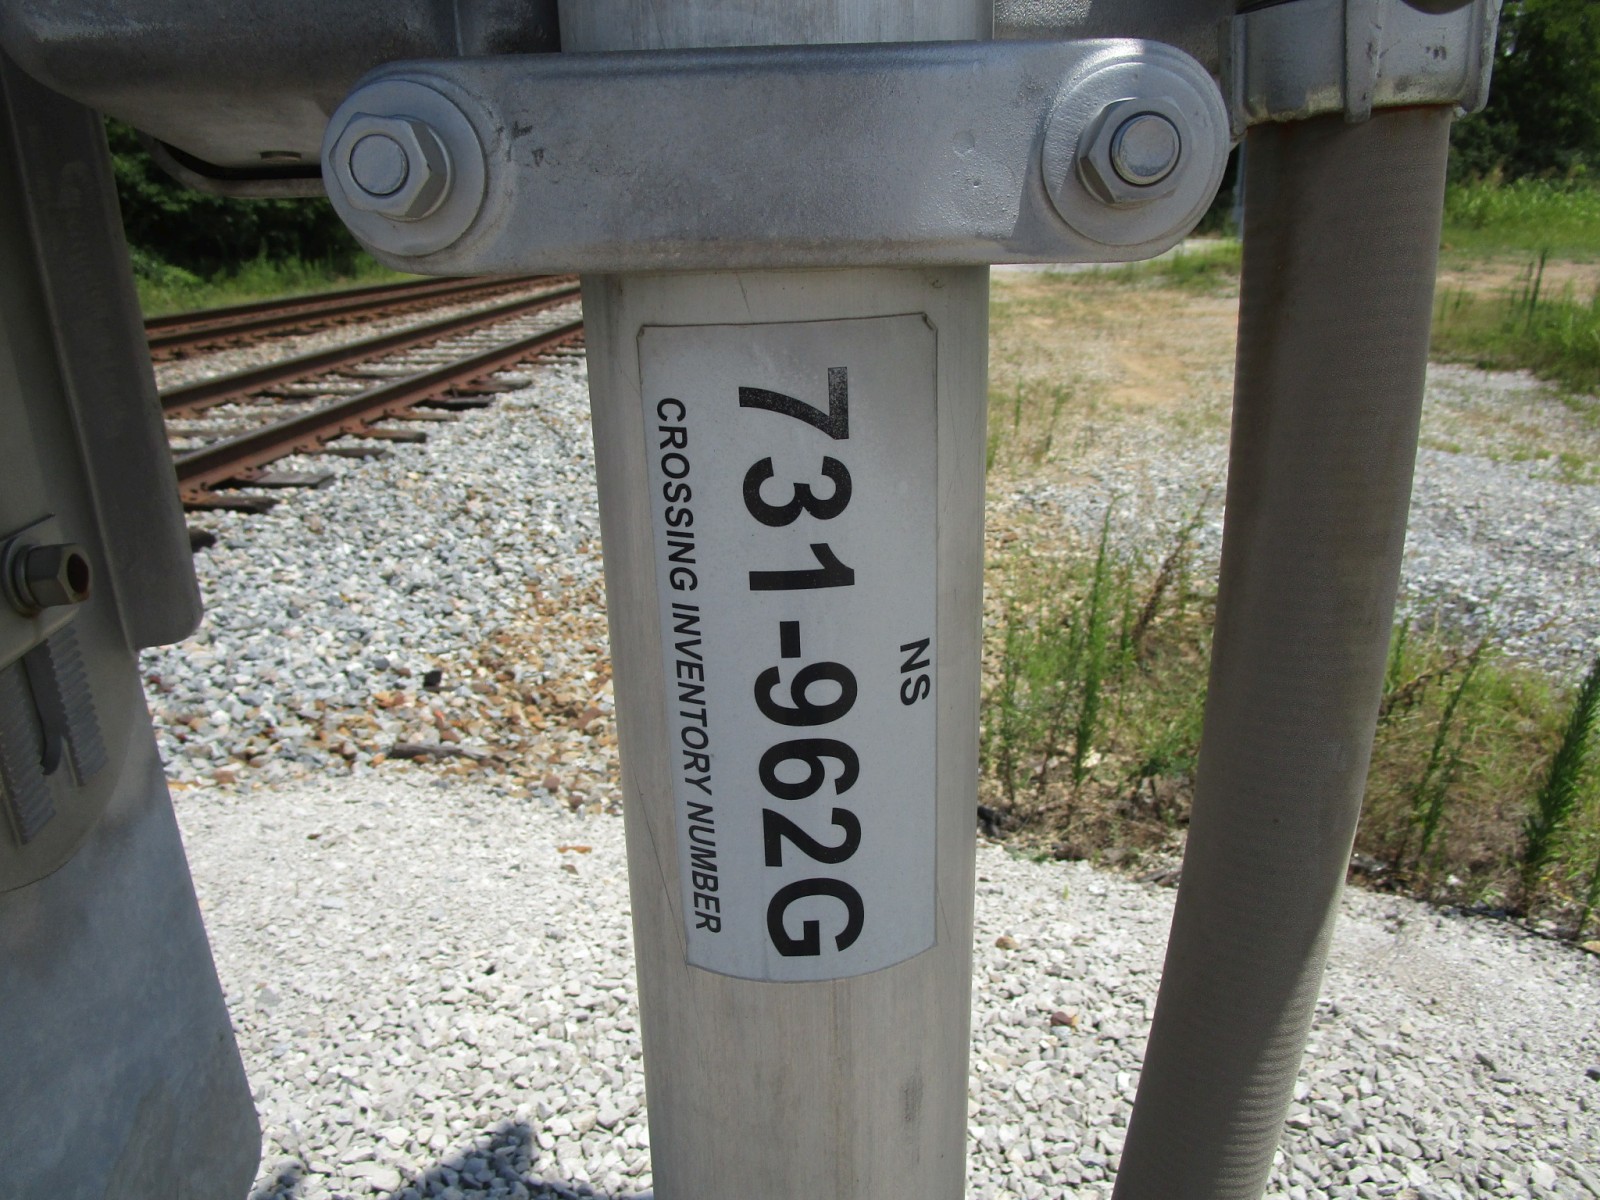 NS
731-962G
CROSSING INVENTORY NUMBER